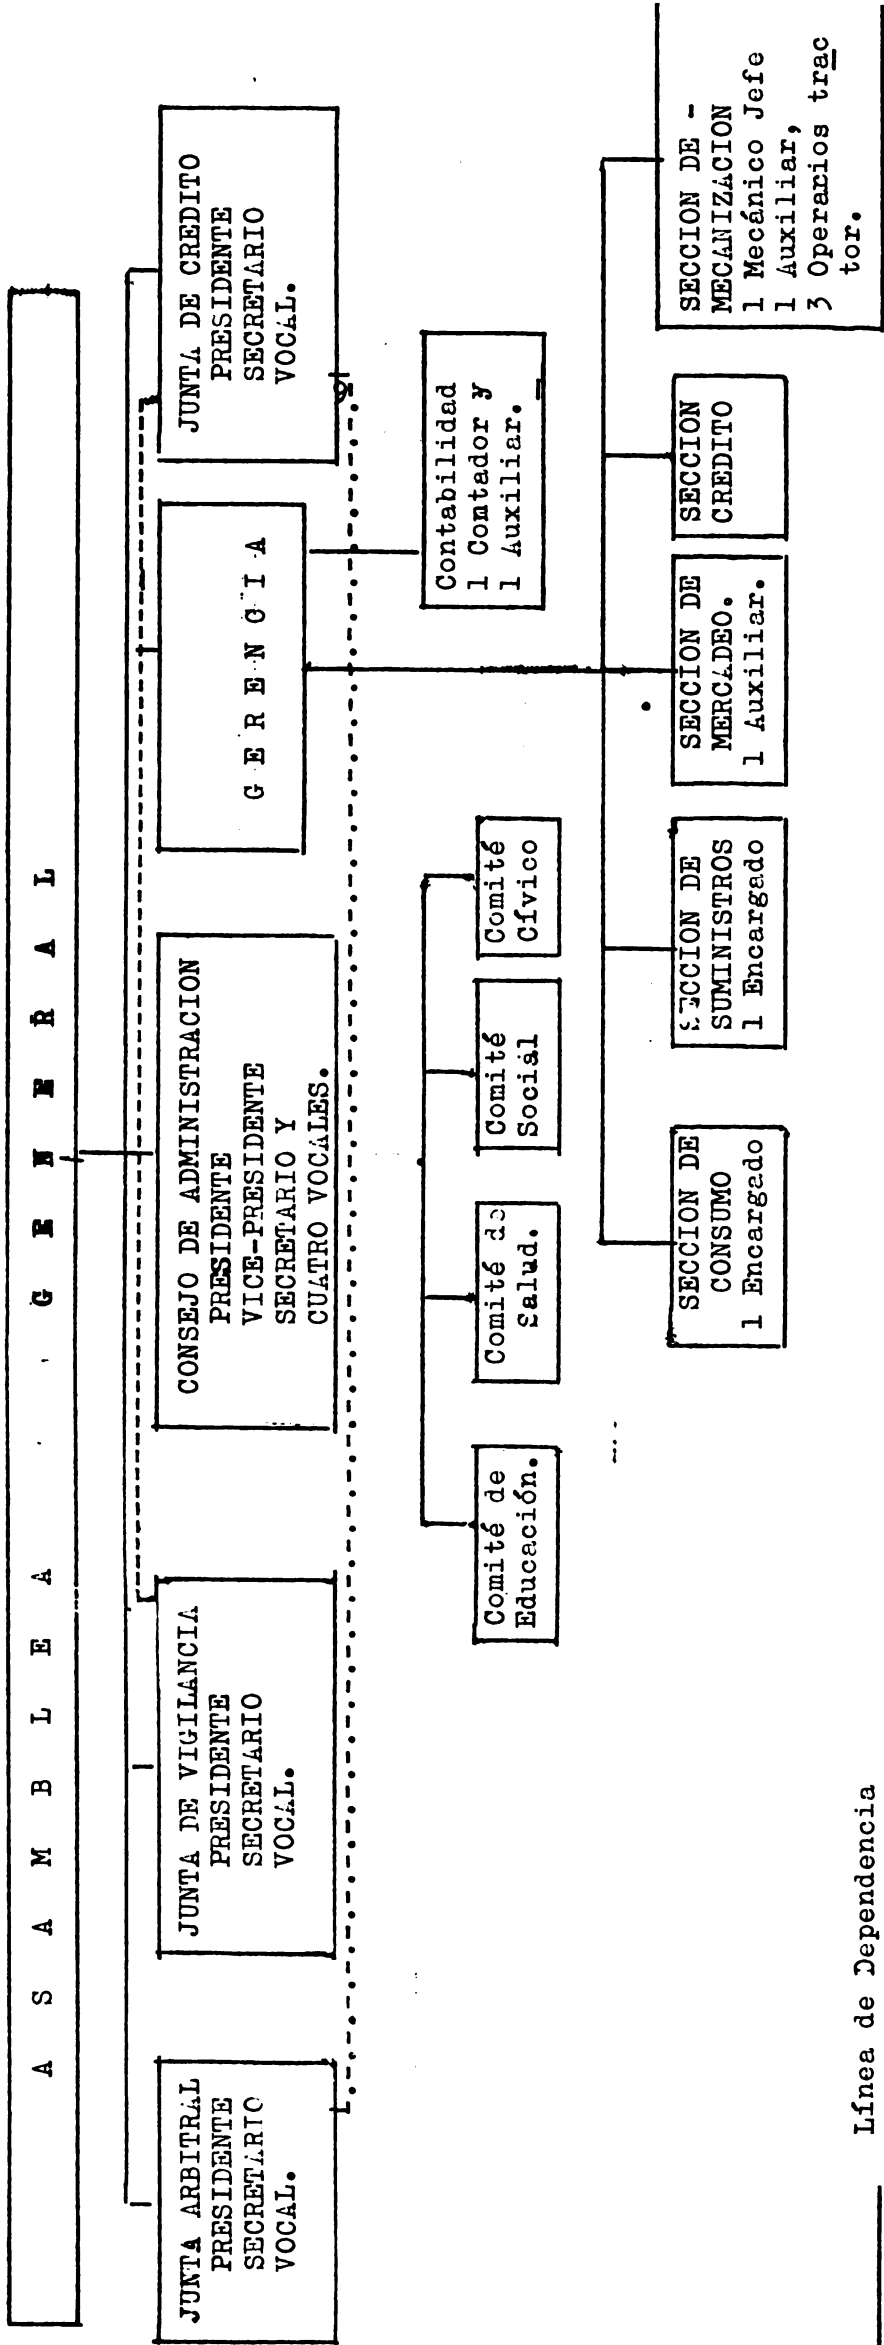 A S A M B L E A G E N E R A L
JUNTA ARBITRAL
PRESIDENTE
SECRETARIO
VOCAL.
JUNTA DE VIGILANCIA
PRESIDENTE
SECRETARIO
VOCAL.
CONSEJO DE ADMINISTRACION
PRESIDENTE
VICE-PRESIDENTE
SECRETARIO Y
CUATRO VOCALES.
G E R E N C I A
JUNTA DE CREDITO
PRESIDENTE
SECRETARIO
VOCAL.
Contabilidad
1 Contador y
1 Auxiliar.
Comité de
Educación.
Comité de
Salud.
Comité
Social
Comité
Cívico
SECCION DE
CONSUMO
1 Encargado
SECCION DE
SUMINISTROS
1 Encargado
SECCION DE
MERCADEO.
1 Auxiliar.
SECCION
CREDITO
SECCION DE -
MECANIZACION
1 Mecánico Jefe
1 Auxiliar,
3 Operarios trac
tor.
Línea de Dependencia